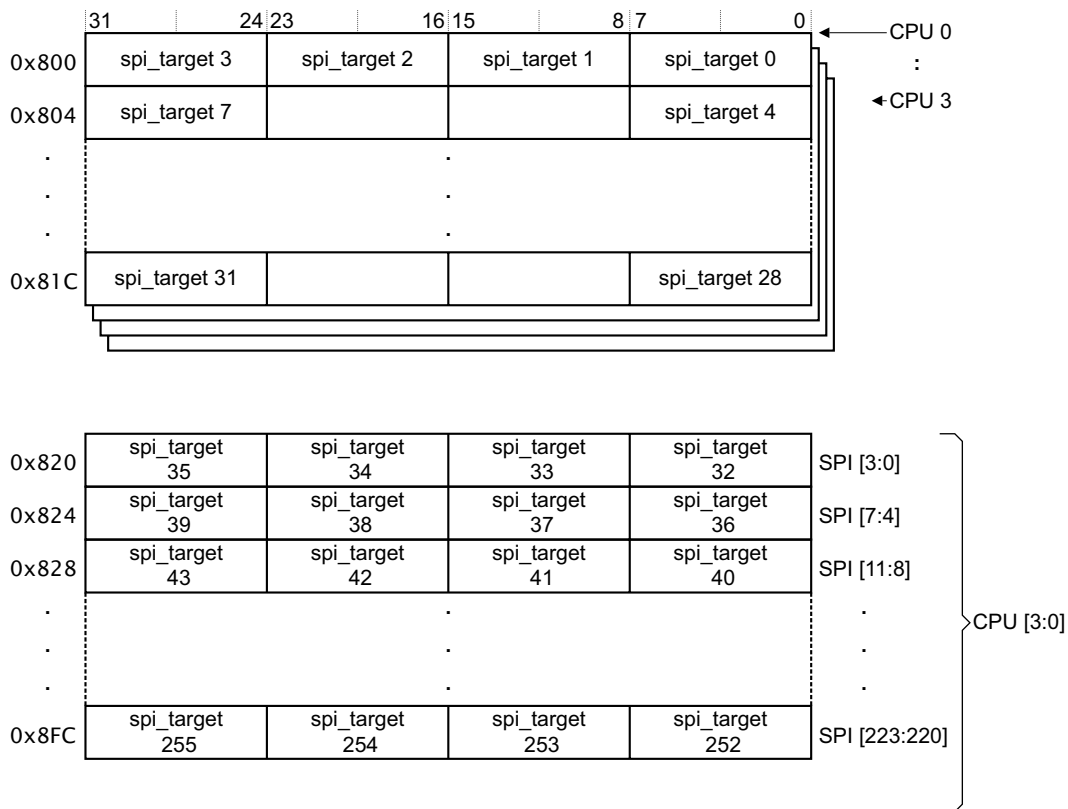 31 24 23 16 15 8 7 0
CPU 0
0x800 spi_target 3 spi_target 2 spi_target 1 spi_target 0
:
0x804 spi_target 7 spi_target 4
CPU 3
. .
. .
. .
0x81C spi_target 31 spi_target 28
0x820 spi_target 35 spi_target 34 spi_target 33 spi_target 32 SPI [3:0]
0x824 spi_target 39 spi_target 38 spi_target 37 spi_target 36 SPI [7:4]
0x828 spi_target 43 spi_target 42 spi_target 41 spi_target 40 SPI [11:8]
. . .
CPU [3:0]
. . .
. . .
0x8FC spi_target 255 spi_target 254 spi_target 253 spi_target 252 SPI [223:220]